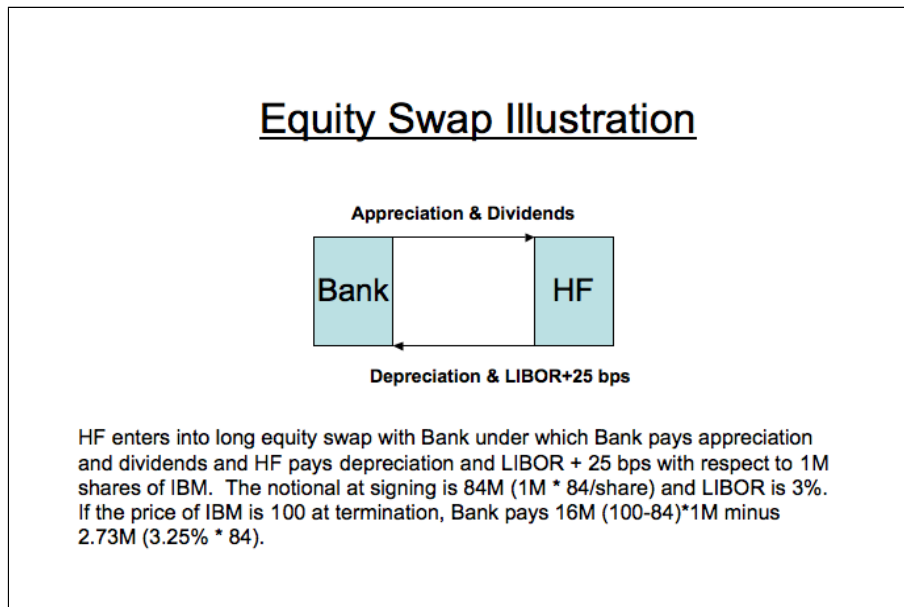 Equity Swap Illustration
Appreciation & Dividends
Bank
HF
Depreciation & LIBOR+25 bps
HF enters into long equity swap with Bank under which Bank pays appreciation
and dividends and HF pays depreciation and LIBOR + 25 bps with respect to 1M
shares of IBM.  The notional at signing is 84M (1M * 84/share) and LIBOR is 3%.
If the price of IBM is 100 at termination, Bank pays 16M (100-84)*1M minus
2.73M (3.25% * 84).